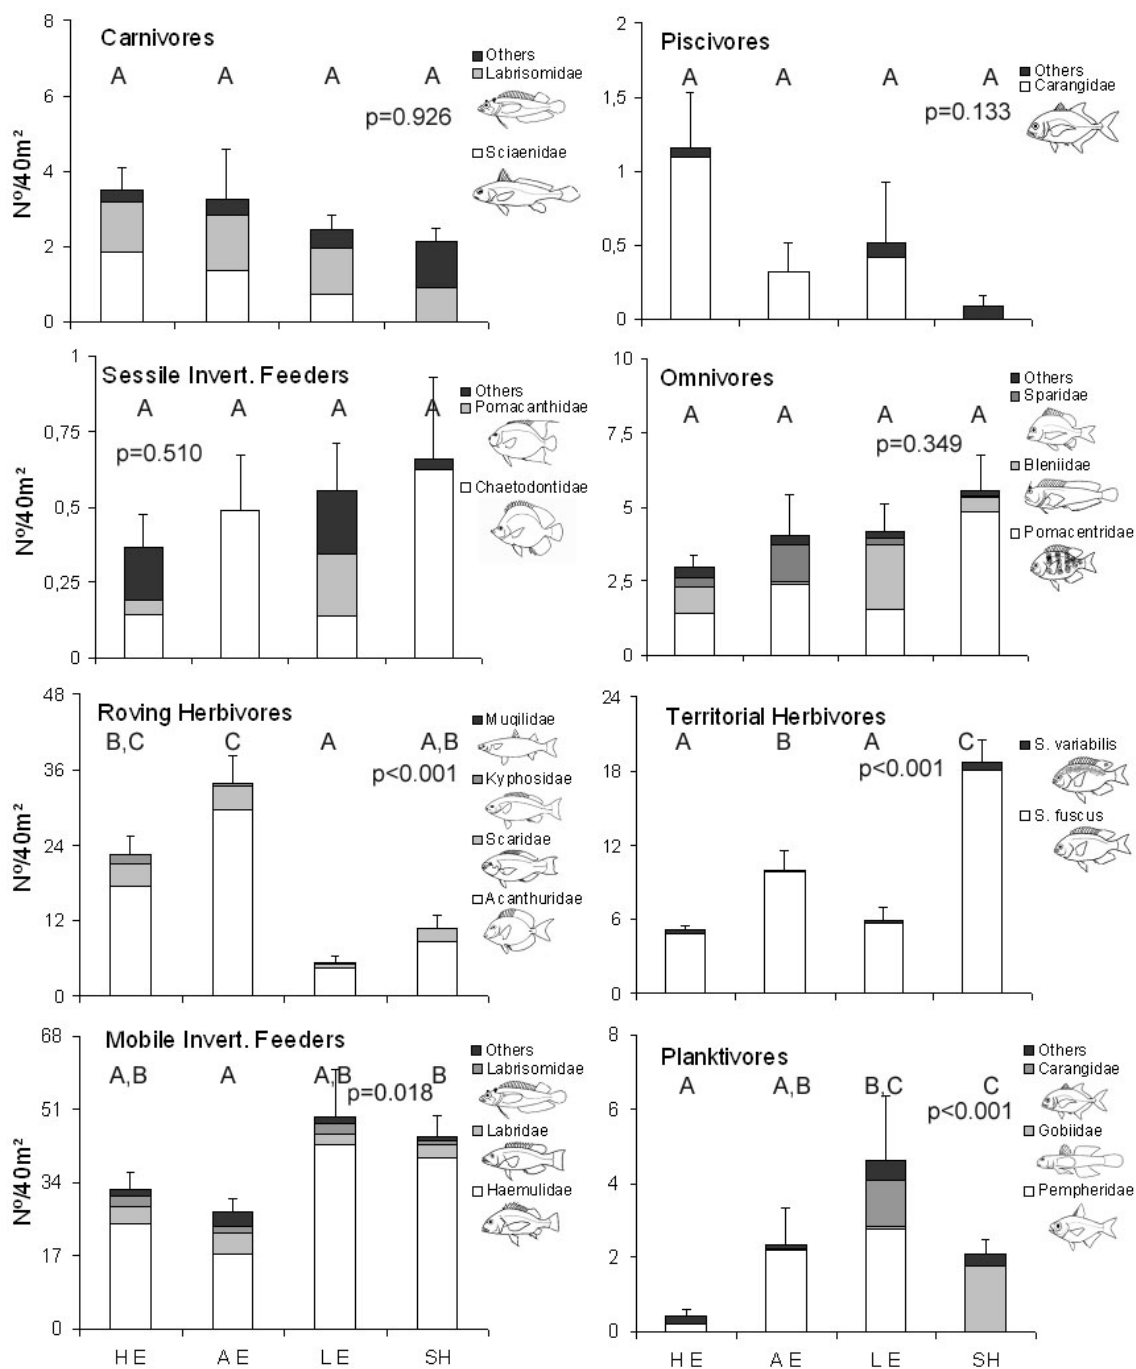 Carnivores
Others
Labrisomidae
Sciaenidae
A A A A
p=0.926
Nº/40m²
8
6
4
2
0
Piscivores
Others
Carangidae
A A A A
p=0.133
2
1,5
1
0,5
0
Sessile Invert. Feeders
Others
Pomacanthidae
Chaetodontidae
A A A A
p=0.510
Nº/40m²
1
0,75
0,5
0,25
0
Omnivores
Others
Sparidae
Bleniidae
Pomacentridae
A A A A
p=0.349
10
7,5
5
2,5
0
Roving Herbivores
Mugilidae
Kyphosidae
Scaridae
Acanthuridae
B,C C A A,B
p<0.001
Nº/40m²
48
36
24
12
0
Territorial Herbivores
S. variabilis
S. fuscus
A B A C
p<0.001
24
18
12
6
0
Mobile Invert. Feeders
Others
Labrisomidae
Labridae
Haemulidae
A,B A A,B B
p=0.018
Nº/40m²
68
51
34
17
0
HE AE LE SH
Planktivores
Others
Carangidae
Gobiidae
Pempheridae
A A,B B,C C
p<0.001
8
6
4
2
0
HE AE LE SH